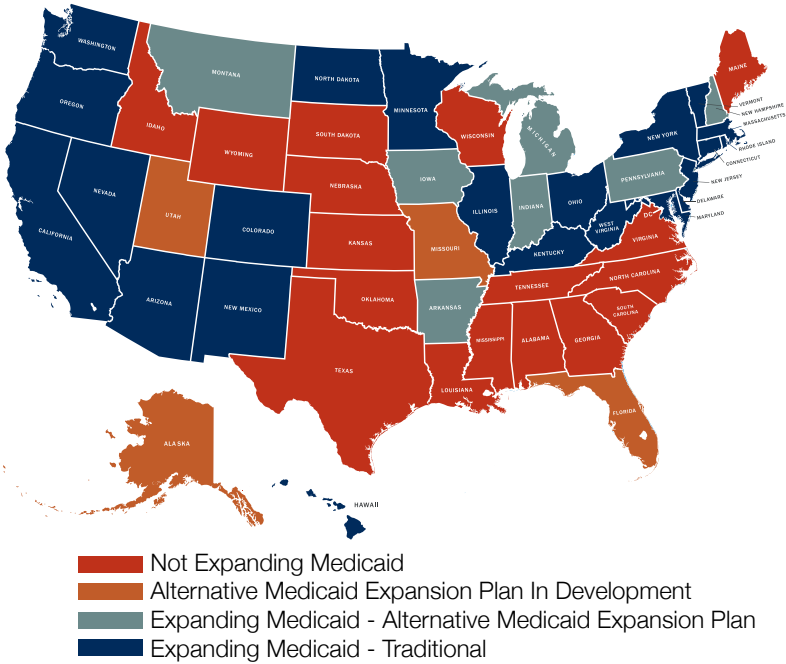 WASHINGTON
OREGON
CALIFORNIA
NEVADA
IDAHO
MONTANA
WYOMING
UTAH
ARIZONA
COLORADO
NEW MEXICO
NORTH DAKOTA
SOUTH DAKOTA
NEBRASKA
KANSAS
OKLAHOMA
TEXAS
MINNESOTA
IOWA
MISSOURI
ARKANSAS
LOUISIANA
WISCONSIN
ILLINOIS
MICHIGAN
INDIANA
OHIO
KENTUCKY
TENNESSEE
MISSISSIPPI
ALABAMA
GEORGIA
FLORIDA
SOUTH
CAROLINA
NORTH CAROLINA
VIRGINIA
WEST
VIRGINIA
DC
PENNSYLVANIA
NEW YORK
MAINE
VERMONT
NEW HAMPSHIRE
MASSACHUSETTS
RHODE ISLAND
CONNECTICUT
NEW JERSEY
DELAWARE
MARYLAND
ALASKA
HAWAII
Not Expanding Medicaid
Alternative Medicaid Expansion Plan In Development
Expanding Medicaid - Alternative Medicaid Expansion Plan
Expanding Medicaid - Traditional